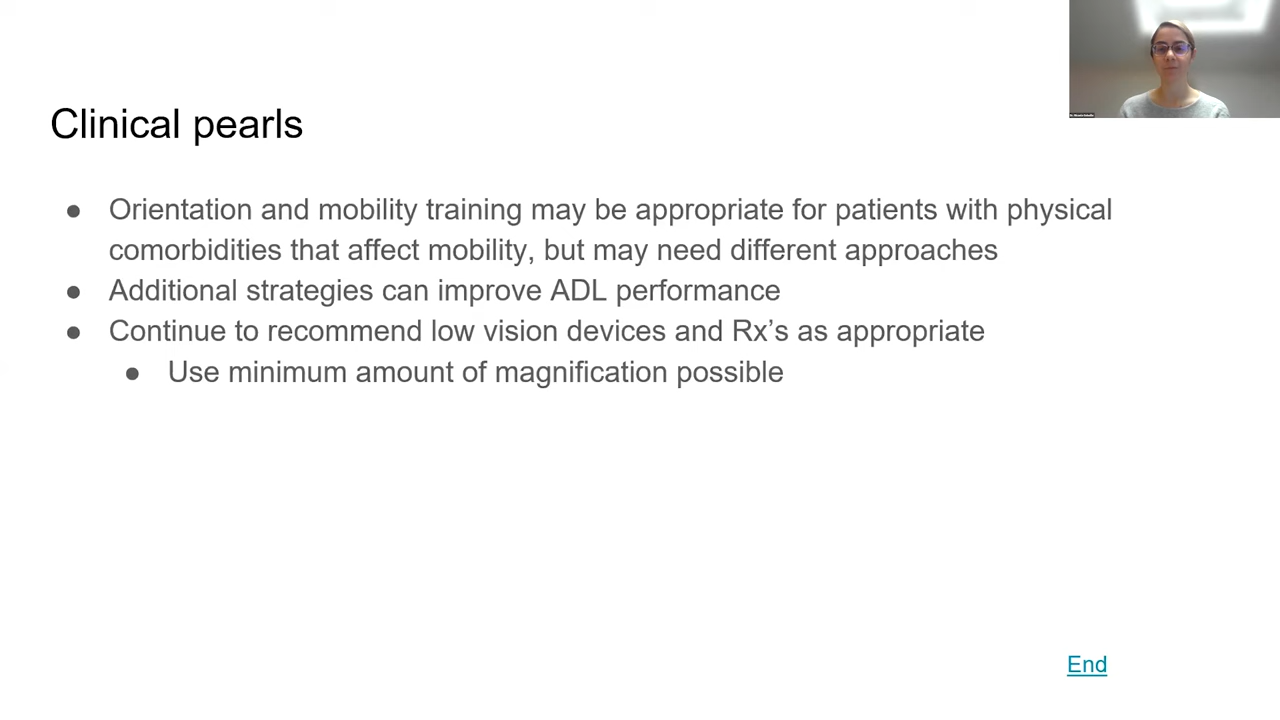 Clinical pearls
● Orientation and mobility training may be appropriate for patients with physical
comorbidities that affect mobility, but may need different approaches
● Additional strategies can improve ADL performance
● Continue to recommend low vision devices and Rx’s as appropriate
● Use minimum amount of magnification possible
End